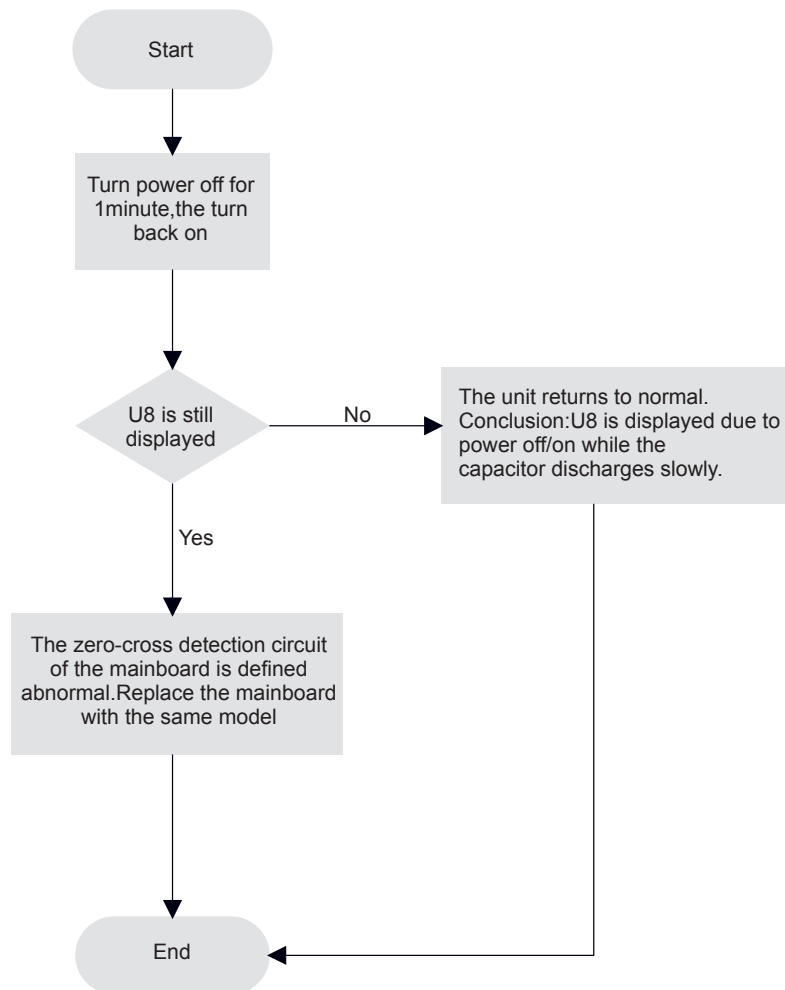 Start
Turn power off for
1minute,the turn
back on
U8 is still
displayed
No
The unit returns to normal.
Conclusion:U8 is displayed due to
power off/on while the
capacitor discharges slowly.
Yes
The zero-cross detection circuit
of the mainboard is defined
abnormal.Replace the mainboard
with the same model
End